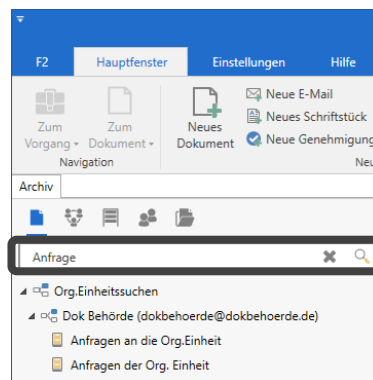 F2 Hauptfenster Einstellungen Hilfe
Zum Vorgang
Zum Dokument
Neues Dokument
Neue E-Mail
Neues Schriftstück
Neue Genehmigung
Navigation
Neu
Archiv
Anfrage
Org.Einheitssuchen
Dok Behörde (dokbehoerde@dokbehoerde.de)
Anfragen an die Org.Einheit
Anfragen der Org. Einheit